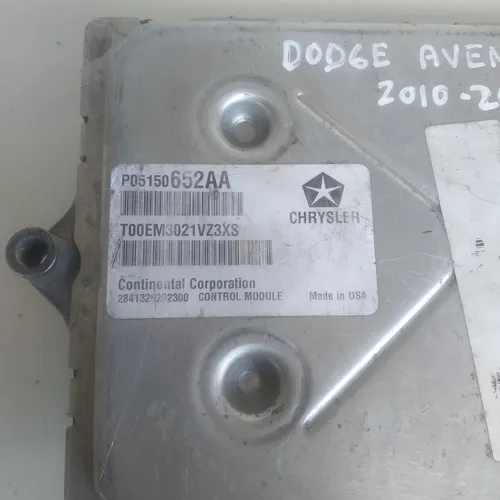 DODGE AVEN
2010-20
P05150652AA
CHRYSLER
T00EM3021VZ3XS
Continental Corporation
2841326202300 CONTROL MODULE Made in USA